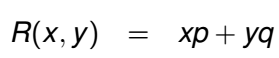 R(x, y) = xp + yq